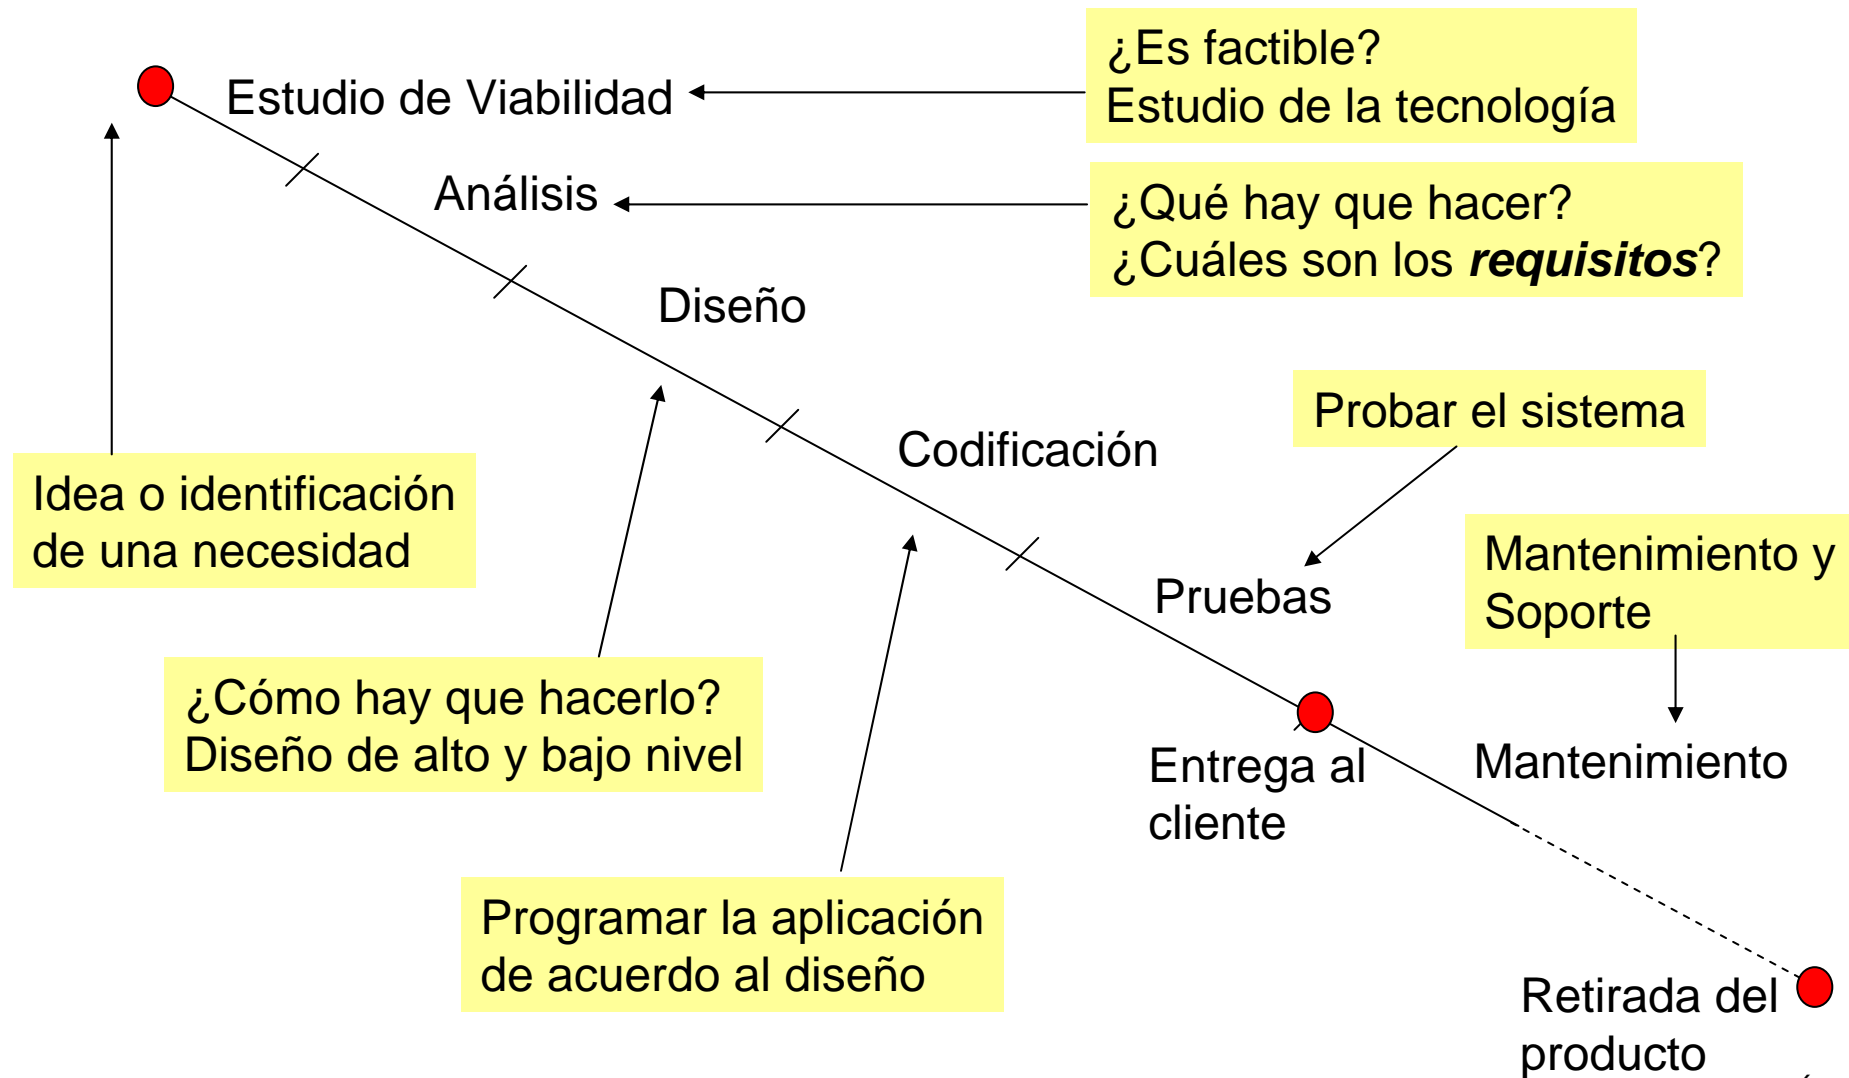 ¿Es factible?
Estudio de la tecnología
Estudio de Viabilidad
¿Qué hay que hacer?
¿Cuáles son los requisitos?
Análisis
Diseño
Probar el sistema
Codificación
Idea o identificación
de una necesidad
Mantenimiento y
Soporte
Pruebas
¿Cómo hay que hacerlo?
Diseño de alto y bajo nivel
Entrega al
cliente
Mantenimiento
Programar la aplicación
de acuerdo al diseño
Retirada del
producto